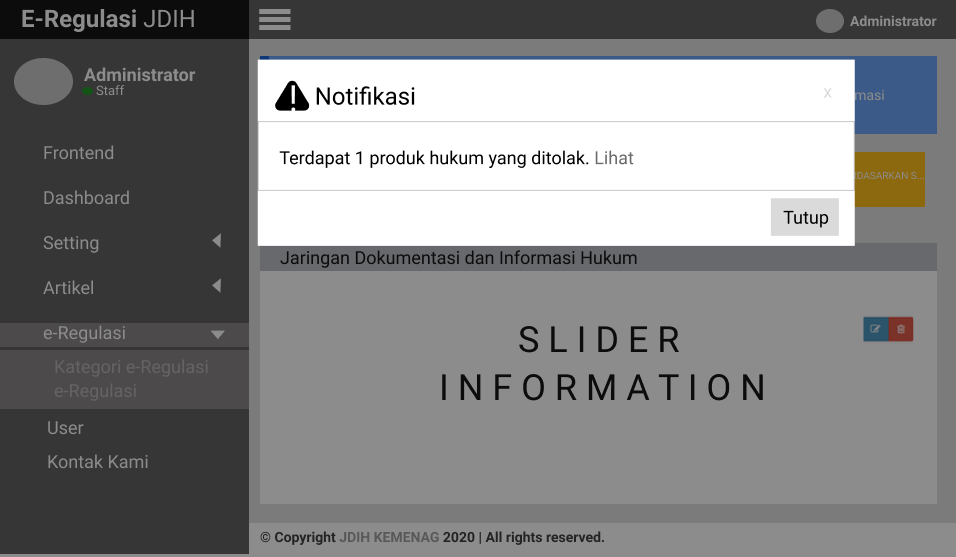 E-Regulasi JDIH
Administrator
Administrator
Staff
Frontend
Dashboard
Setting
Artikel
e-Regulasi
Kategori e-Regulasi
e-Regulasi
User
Kontak Kami
Notifikasi
x
masi
Terdapat 1 produk hukum yang ditolak. Lihat
RDASARKAN S...
Tutup
Jaringan Dokumentasi dan Informasi Hukum
SLIDER
INFORMATION
© Copyright JDIH KEMENAG 2020 | All rights reserved.